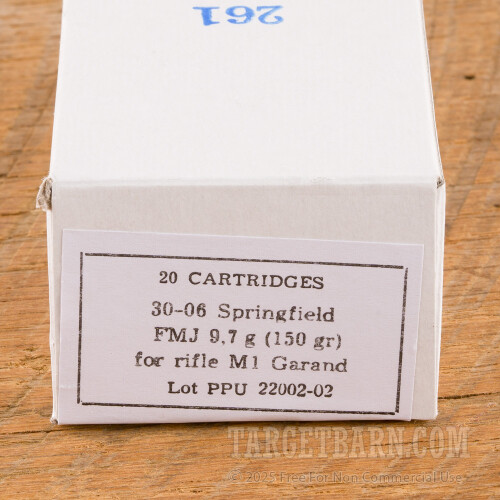 261
20 CARTRIDGES
30-06 Springfield
FMJ 9,7 g (150 gr)
for rifle M1 Garand
Lot PPU 22002-02
TARGETBARN.COM
© 2025 Free For Non Commercial Use